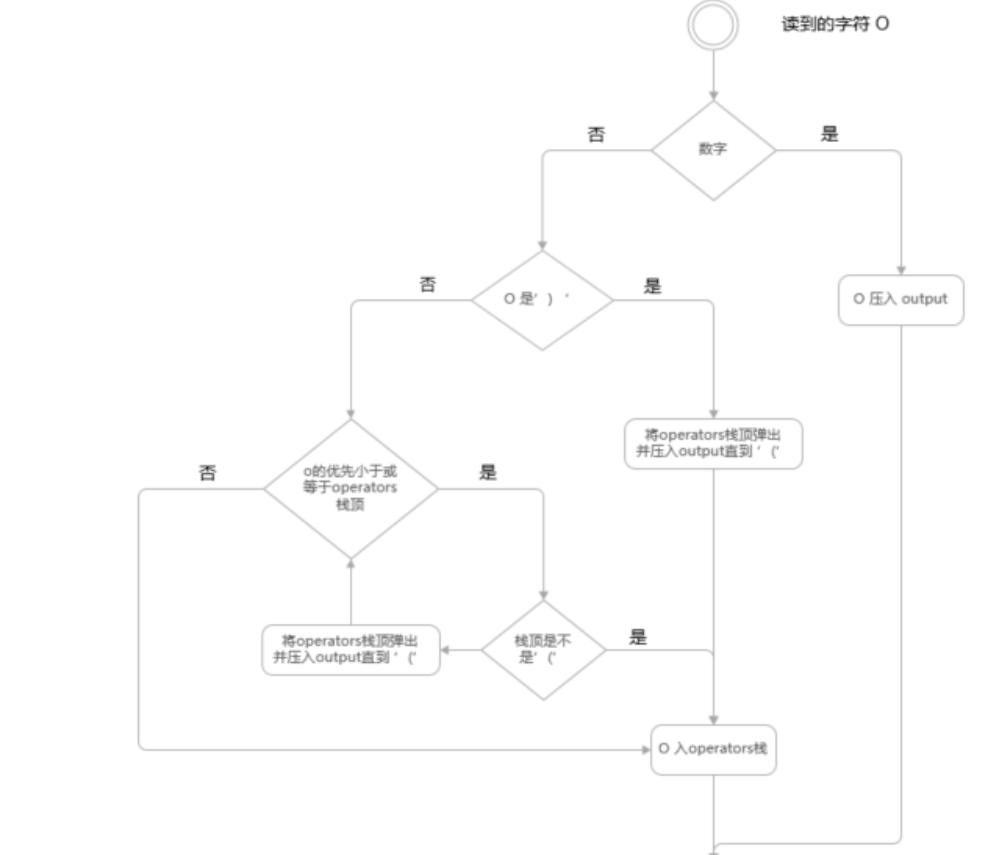 读到的字符 O
数字
否
是
O 是’ ） ‘
否
是
O 压入 output
将operators栈顶弹出
并压入output直到 ‘ （’
o的优先小于或
等于operators
栈顶
否
是
将operators栈顶弹出
并压入output直到 ‘ （’
栈顶是不
是’ （’
是
O 入operators栈